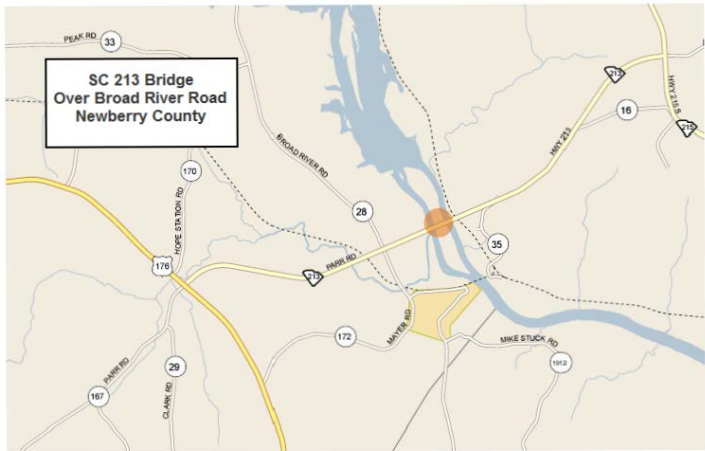 PEAK RD
33
SC 213 Bridge
Over Broad River Road
Newberry County
213
HWY 215 S
16
215
HWY 213
BROAD RIVER RD
170
HOPE STATION RD
28
35
176
PARR RD
213
MAYER RD
172
MIKE STUCK RD
1912
PARR RD
29
167
CLARK RD